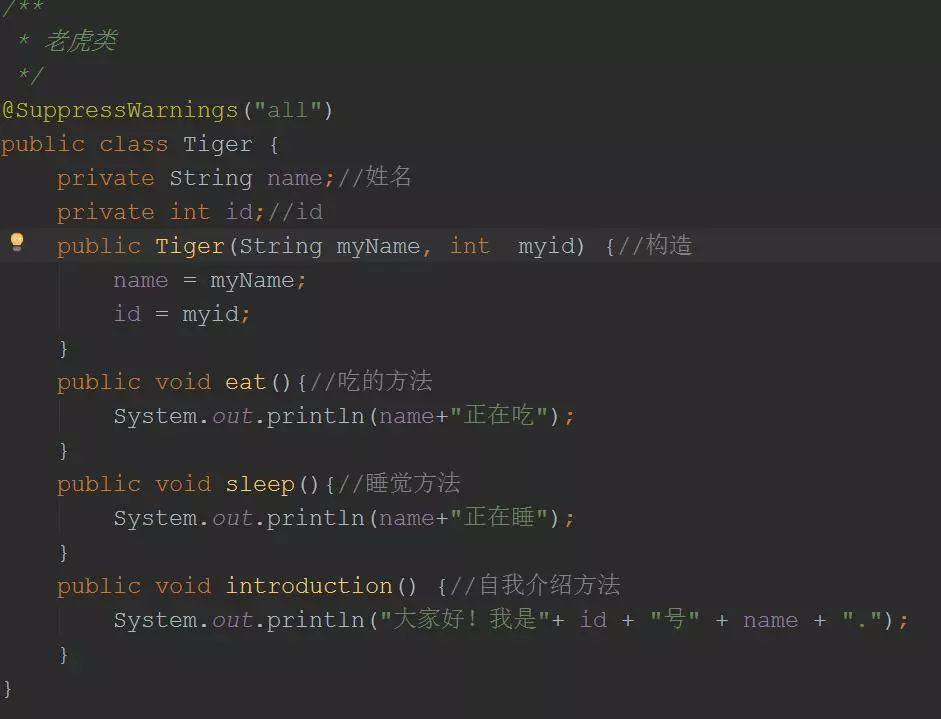 /**
 * 老虎类
 */
@SuppressWarnings("all")
public class Tiger {
    private String name;//姓名
    private int id;//id
    public Tiger(String myName, int  myid) {//构造
        name = myName;
        id = myid;
    }
    public void eat(){//吃的方法
        System.out.println(name+"正在吃");
    }
    public void sleep(){//睡觉方法
        System.out.println(name+"正在睡");
    }
    public void introduction() {//自我介绍方法
        System.out.println("大家好！我是"+ id + "号" + name + ".");
    }
}